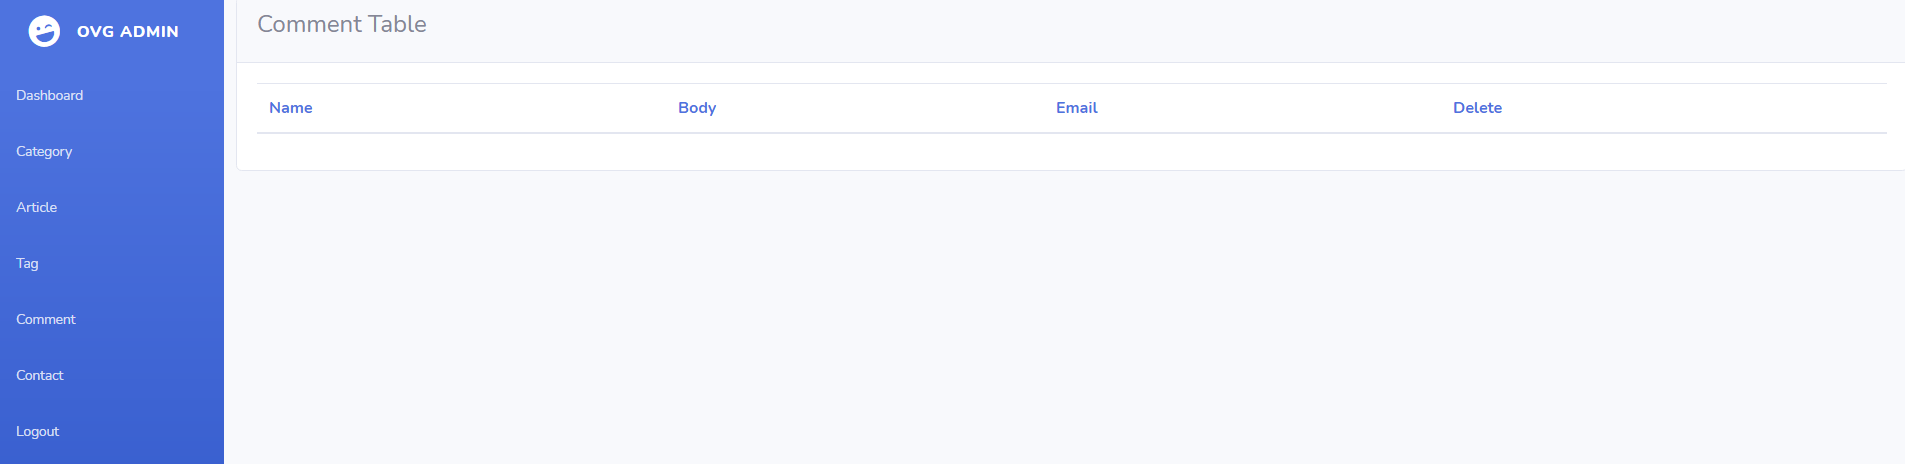 OVG ADMIN
Dashboard
Category
Article
Tag
Comment
Contact
Logout
Comment Table
Name Body Email Delete